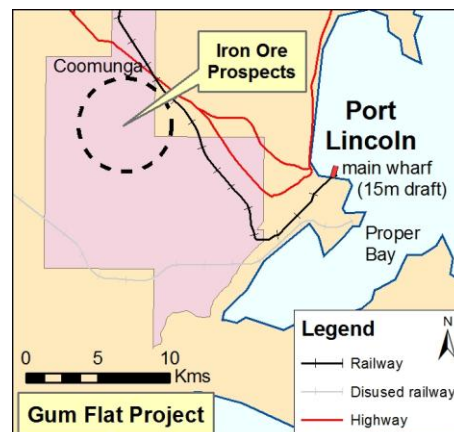 Coomunga
Iron Ore
Prospects
Port
Lincoln
main wharf
(15m draft)
Proper
Bay
0 5 10
Kms
Gum Flat Project
Legend
N
Railway
Disused railway
Highway